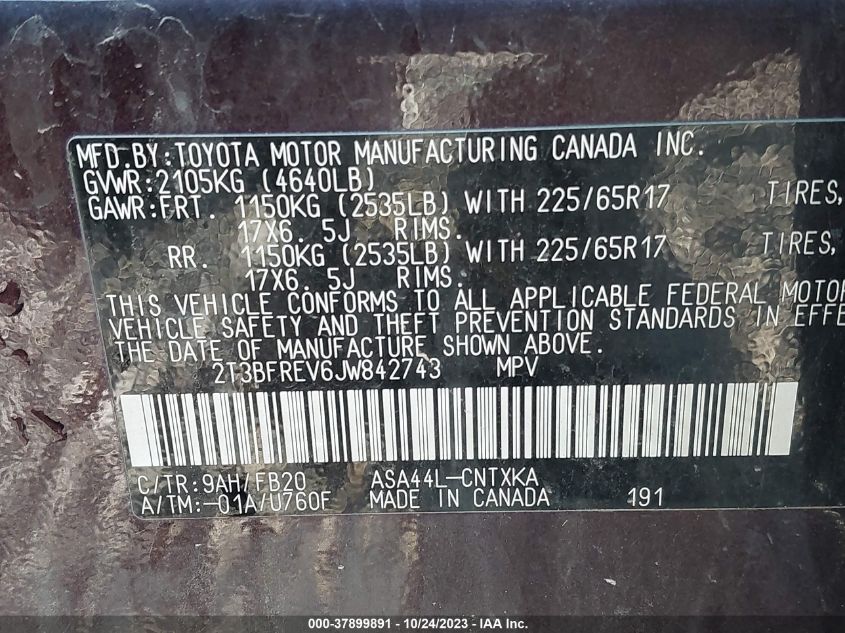 MFD.BY:TOYOTA MOTOR MANUFACTURING CANADA INC.
GVWR:2105KG (4640LB)
GAWR:FRT. 1150KG (2535LB) WITH 225/65R17 TIRES,
17X6. 5J RIMS.
RR. 1150KG (2535LB) WITH 225/65R17 TIRES,
17X6. 5J RIMS.
THIS VEHICLE CONFORMS TO ALL APPLICABLE FEDERAL MOTOR
VEHICLE SAFETY AND THEFT PREVENTION STANDARDS IN EFFE
THE DATE OF MANUFACTURE SHOWN ABOVE.
2T3BFREV6JW842743 MPV
C/TR:9AH/FB20 ASA44L-CNTXKA
A/TM:-01A/U760F MADE IN CANADA 191
000-37899891 - 10/24/2023 - IAA Inc.